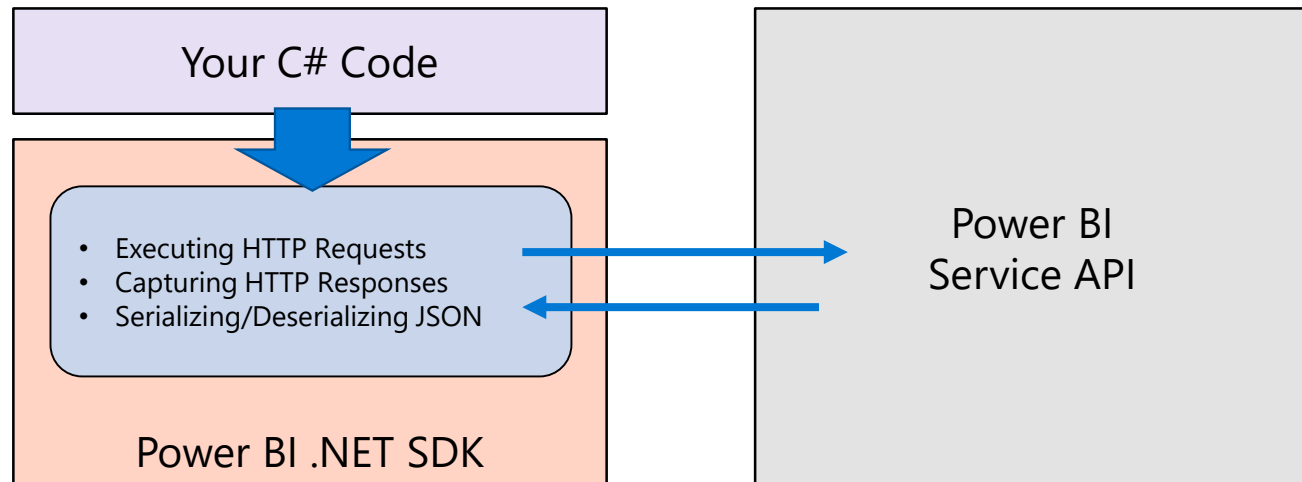 Your C# Code
• Executing HTTP Requests
• Capturing HTTP Responses
• Serializing/Deserializing JSON
Power BI .NET SDK
Power BI
Service API